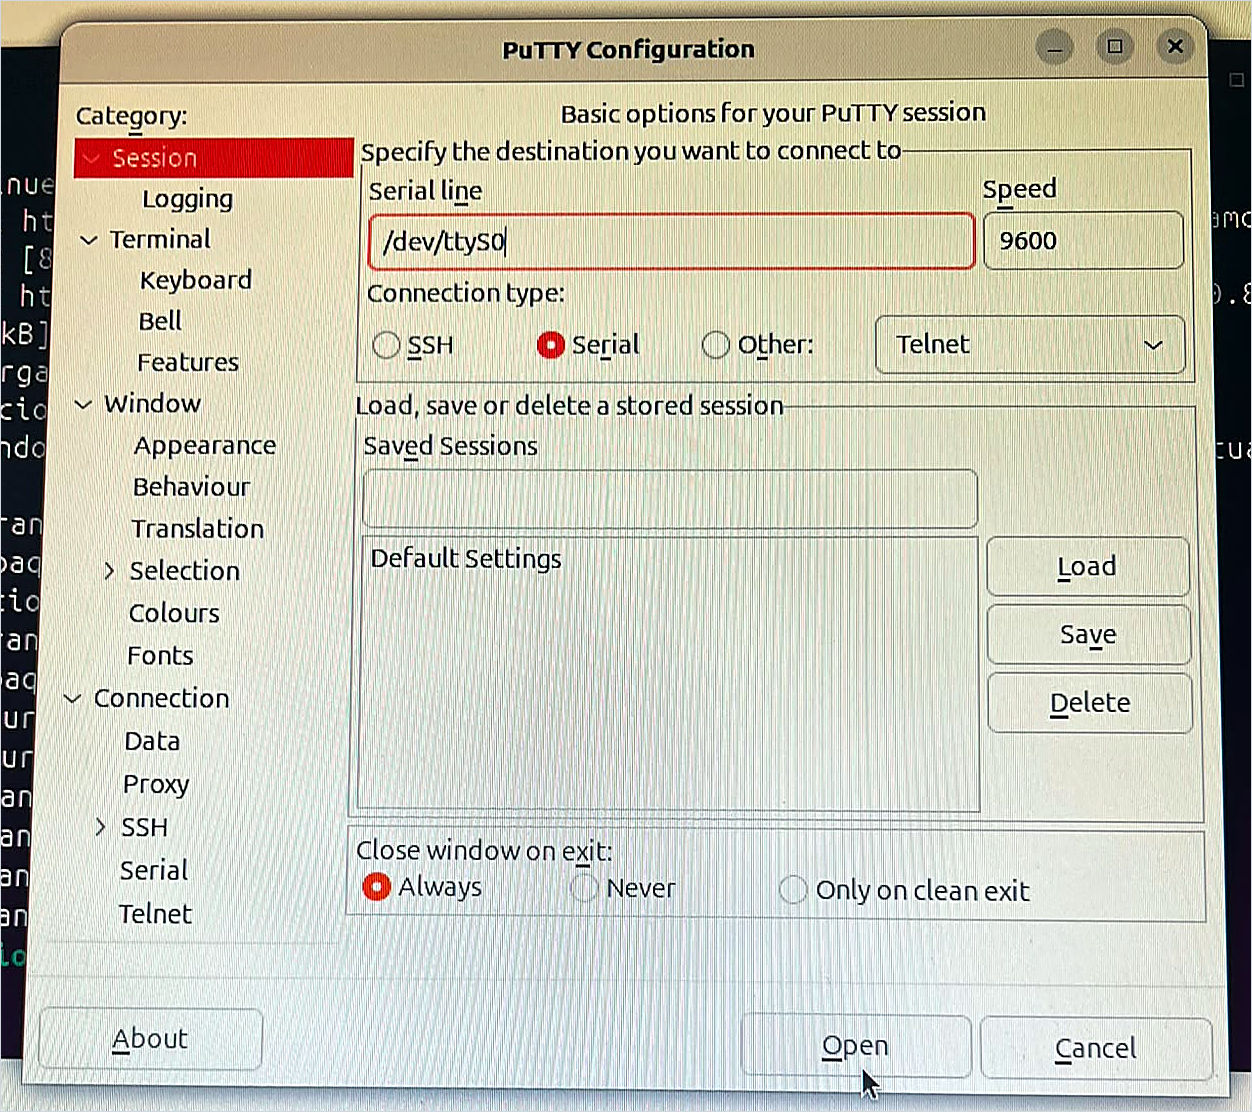 PuTTY Configuration
Category:
Session
Logging
Terminal
Keyboard
Bell
Features
Window
Appearance
Behaviour
Translation
Selection
Colours
Fonts
Connection
Data
Proxy
SSH
Serial
Telnet
Basic options for your PuTTY session
Specify the destination you want to connect to
Serial line
Speed
/dev/ttyS0
9600
Connection type:
SSH
Serial
Other:
Telnet
Load, save or delete a stored session
Saved Sessions
Default Settings
Load
Save
Delete
Close window on exit:
Always
Never
Only on clean exit
About
Open
Cancel